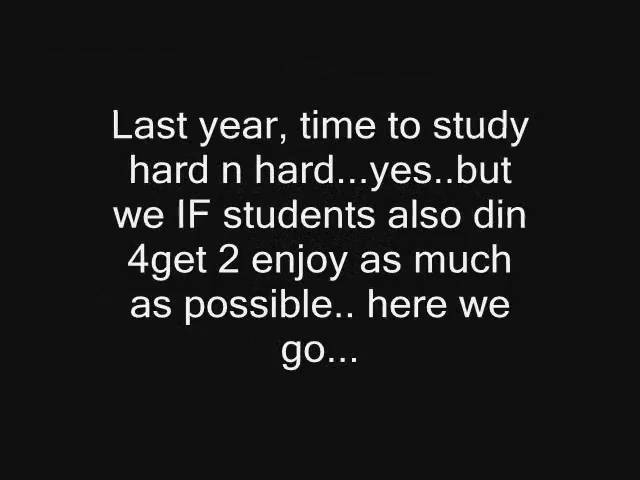 Last year, time to study
hard n hard...yes..but
we IF students also din
4get 2 enjoy as much
as possible.. here we
go...